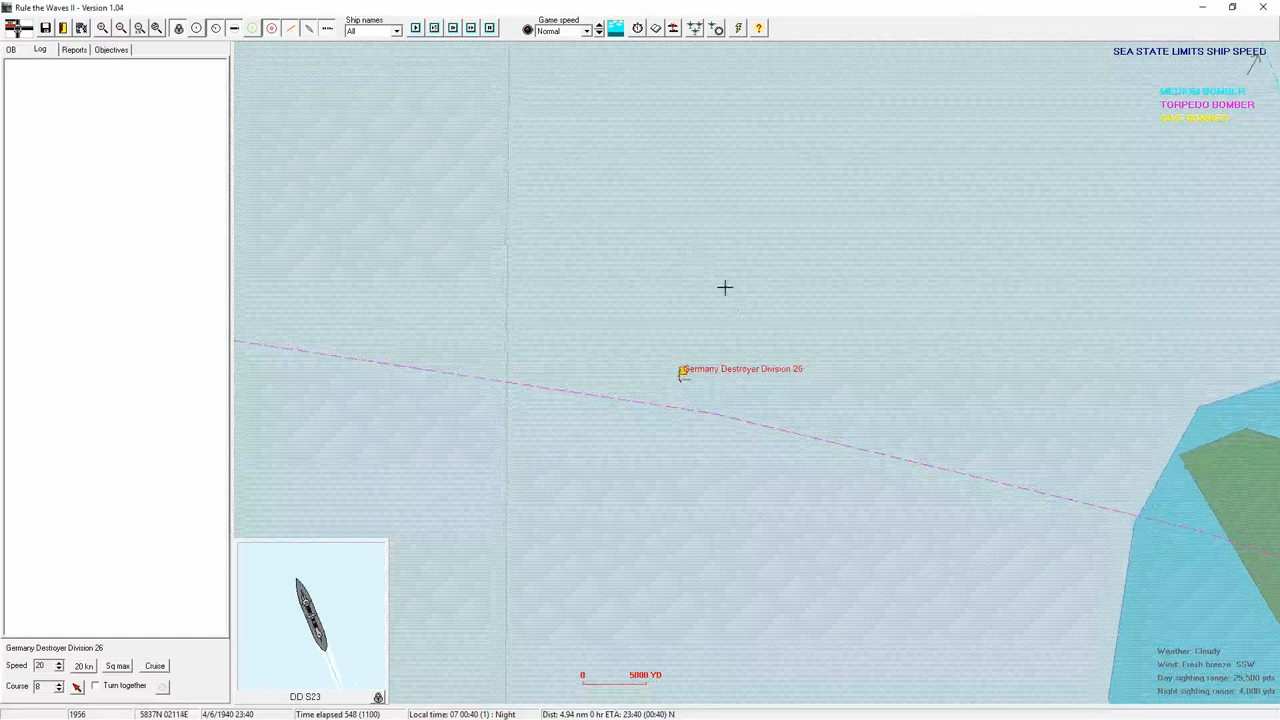 Rule the Waves II - Version 1.04
Ship names
All
Game speed
Normal
OB Log Reports Objectives
SEA STATE LIMITS SHIP SPEED
MEDIUM BOMBER
TORPEDO BOMBER
DIVE BOMBER
Germany Destroyer Division 26
0 5000 YD
Weather: Cloudy
Wind: Fresh breeze SSW
Day sighting range: 25,500 yds
Night sighting range: 4,000 yds
Germany Destroyer Division 26
Speed 20 20 kn Sq max Cruise
Course 8 Turn together
DD S23
1956 5837N 02114E 4/6/1940 23:40 Time elapsed 548 (1100) Local time: 07 00:40 (1) : Night Dist: 4.94 nm 0 hr ETA: 23:40 (00:40) N